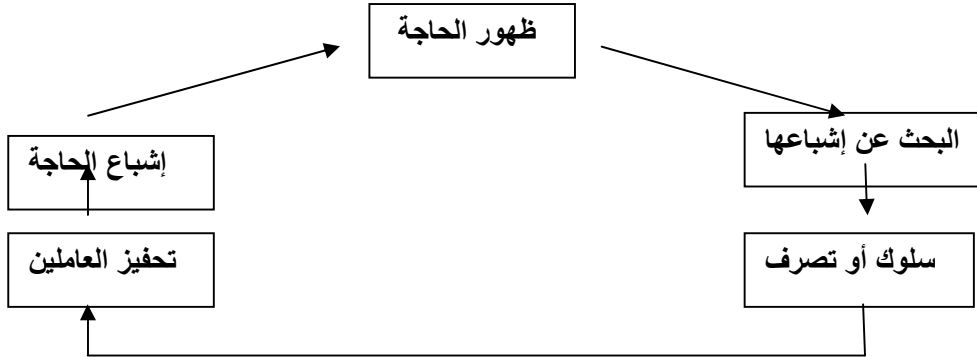 ظهور الحاجة
البحث عن إشباعها
إشباع الحاجة
سلوك أو تصرف
تحفيز العاملين